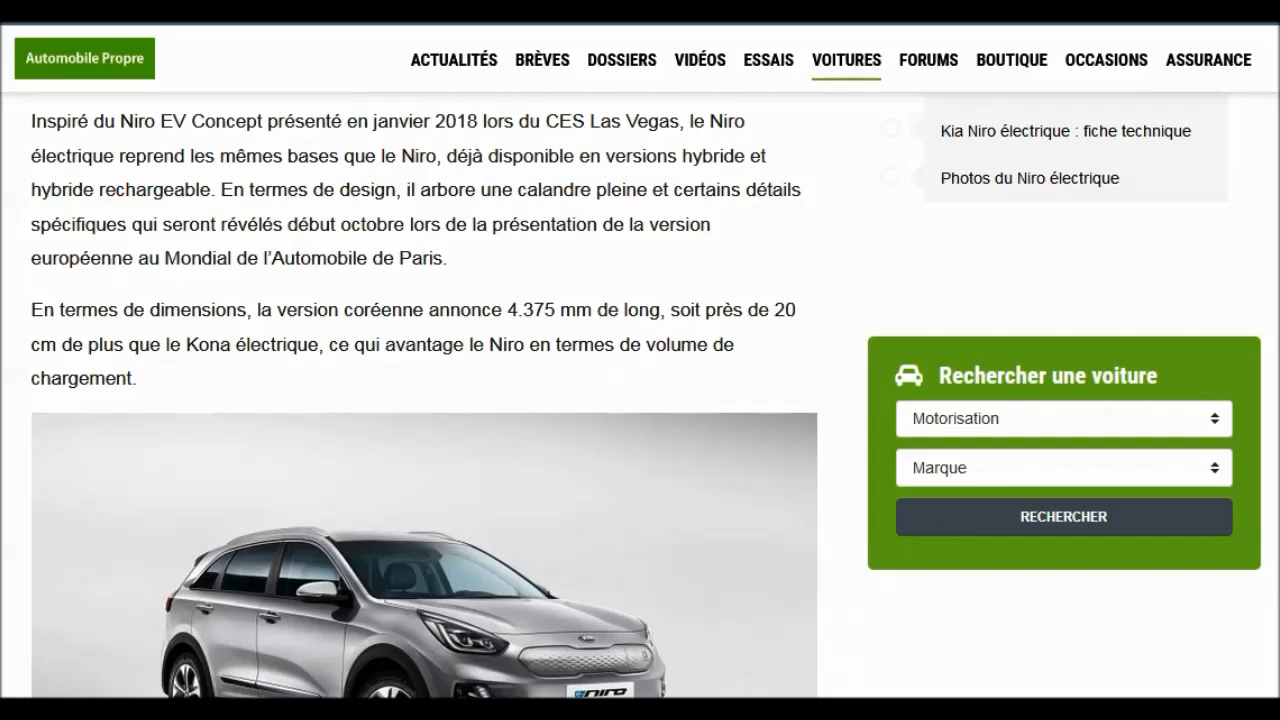 Automobile Propre
ACTUALITÉS BRÈVES DOSSIERS VIDÉOS ESSAIS VOITURES FORUMS BOUTIQUE OCCASIONS ASSURANCE
Inspiré du Niro EV Concept présenté en janvier 2018 lors du CES Las Vegas, le Niro
électrique reprend les mêmes bases que le Niro, déjà disponible en versions hybride et
hybride rechargeable. En termes de design, il arbore une calandre pleine et certains détails
spécifiques qui seront révélés début octobre lors de la présentation de la version
européenne au Mondial de l’Automobile de Paris.
En termes de dimensions, la version coréenne annonce 4.375 mm de long, soit près de 20
cm de plus que le Kona électrique, ce qui avantage le Niro en termes de volume de
chargement.
Kia Niro électrique : fiche technique
Photos du Niro électrique
Rechercher une voiture
Motorisation
Marque
RECHERCHER
niro